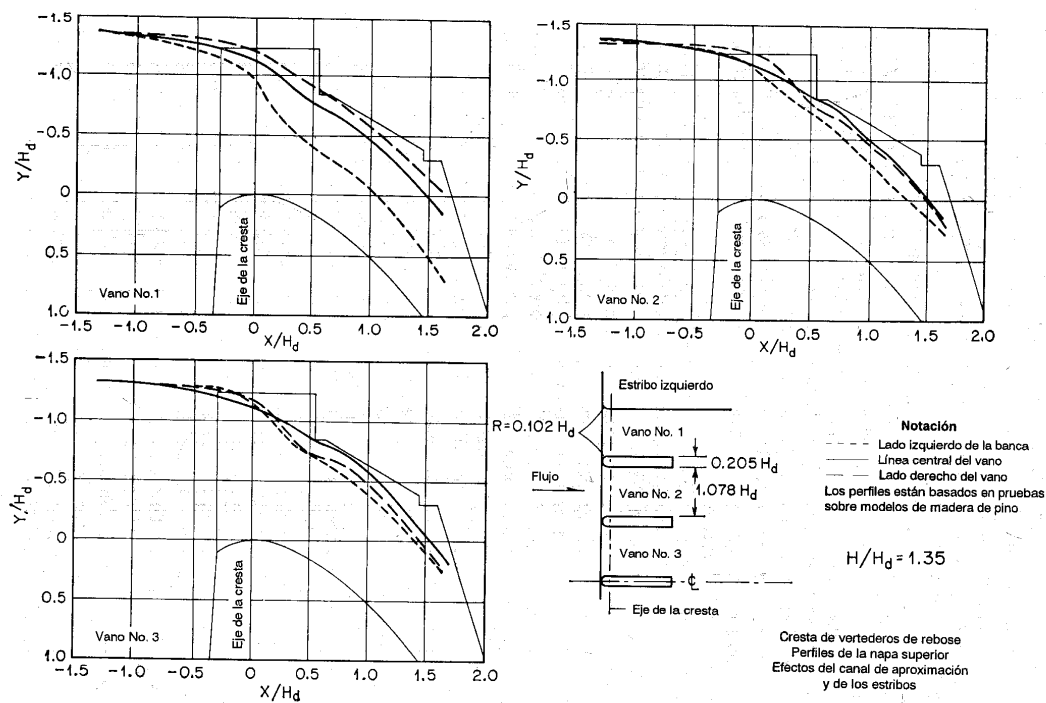 -1.5
-1.0
-0.5
0
0.5
1.0
Y/Hd
Eje de la cresta
Vano No.1
-1.5 -1.0 -0.5 0 0.5 1.0 1.5 2.0
X/Hd
-1.5
-1.0
-0.5
0
0.5
1.0
Y/Hd
Eje de la cresta
Vano No. 2
-1.5 -1.0 -0.5 0 0.5 1.0 1.5 2.0
X/Hd
-1.5
-1.0
-0.5
0
0.5
1.0
Y/Hd
Eje de la cresta
Vano No. 3
-1.5 -1.0 -0.5 0 0.5 1.0 1.5 2.0
X/Hd
Estribo izquierdo
R=0.102 Hd
Vano No. 1
0.205 Hd
Flujo
Vano No. 2
1.078 Hd
Vano No. 3
℄
Eje de la cresta
Notación
Lado izquierdo de la banca
Línea central del vano
Lado derecho del vano
Los perfiles están basados en pruebas
sobre modelos de madera de pino
H/Hd=1.35
Cresta de vertederos de rebose
Perfiles de la napa superior
Efectos del canal de aproximación
y de los estribos